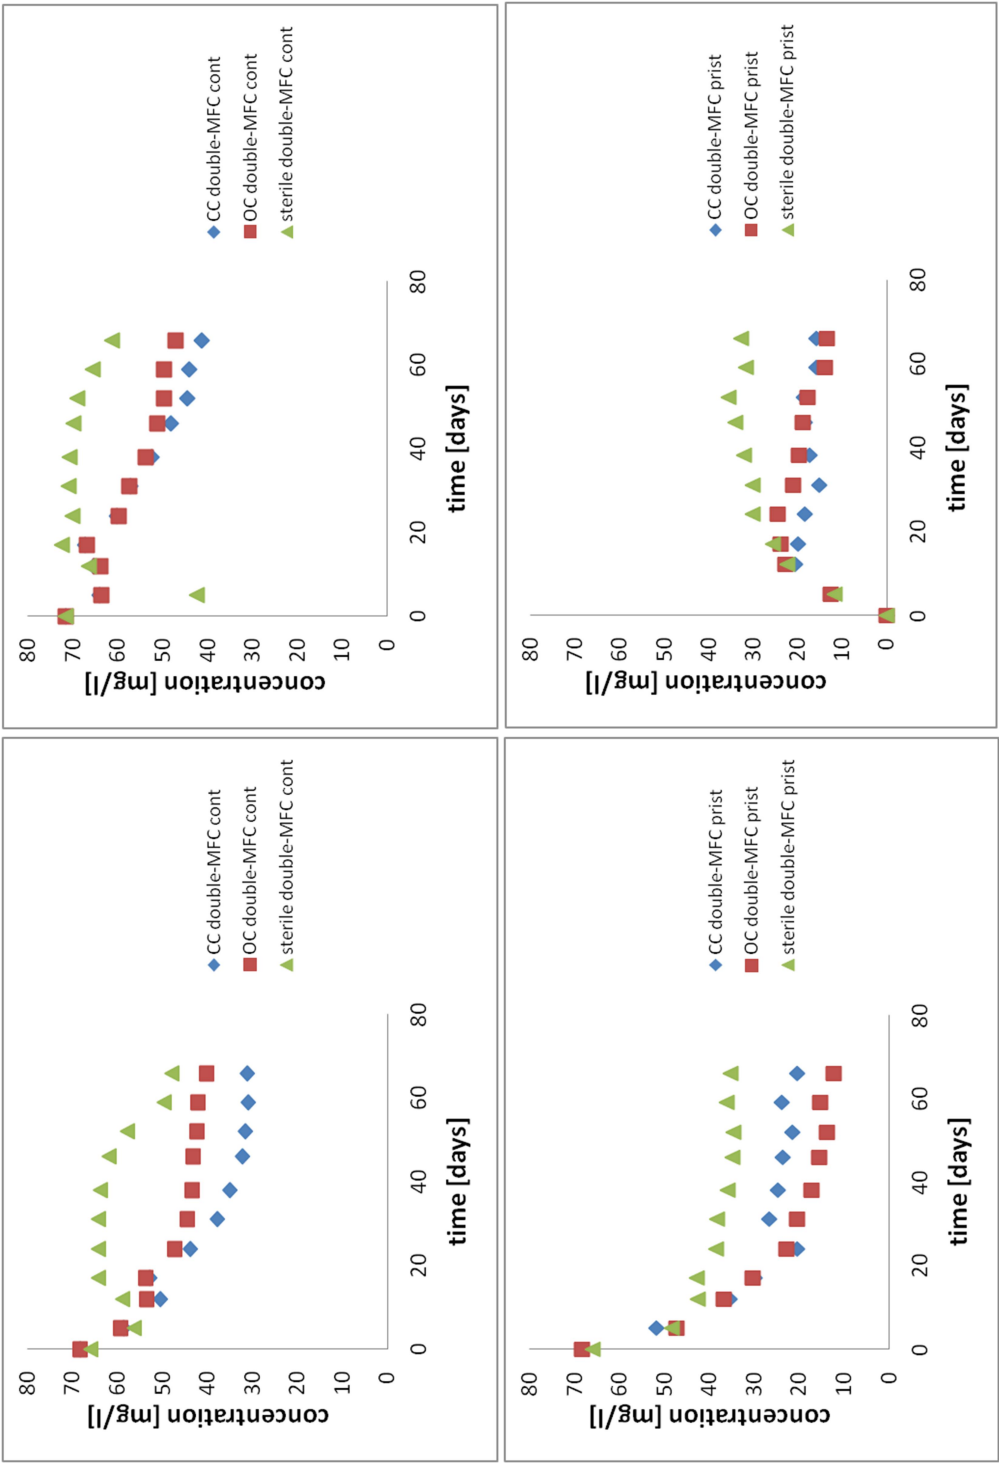 concentration [mg/l]
80
70
60
50
40
30
20
10
0
0
20
40
60
80
time [days]
CC double-MFC cont
OC double-MFC cont
sterile double-MFC cont
concentration [mg/l]
80
70
60
50
40
30
20
10
0
0
20
40
60
80
time [days]
CC double-MFC cont
OC double-MFC cont
sterile double-MFC cont
concentration [mg/l]
80
70
60
50
40
30
20
10
0
0
20
40
60
80
time [days]
CC double-MFC prist
OC double-MFC prist
sterile double-MFC prist
concentration [mg/l]
80
70
60
50
40
30
20
10
0
0
20
40
60
80
time [days]
CC double-MFC prist
OC double-MFC prist
sterile double-MFC prist